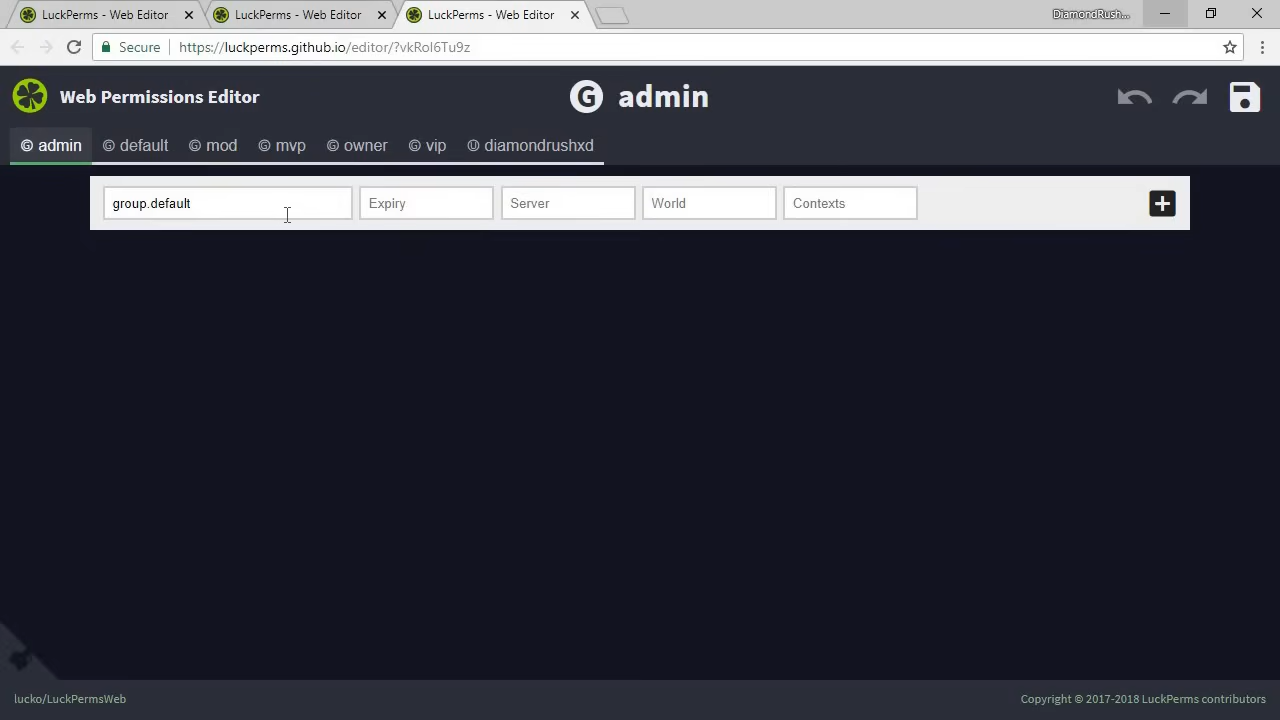 LuckPerms - Web Editor
LuckPerms - Web Editor
LuckPerms - Web Editor
DiamondRush...
Secure
https://luckperms.github.io/editor/?vkRol6Tu9z
Web Permissions Editor
G admin
G admin
G default
G mod
G mvp
G owner
G vip
U diamondrushxd
group.default
Expiry
Server
World
Contexts
lucko/LuckPermsWeb
Copyright © 2017-2018 LuckPerms contributors